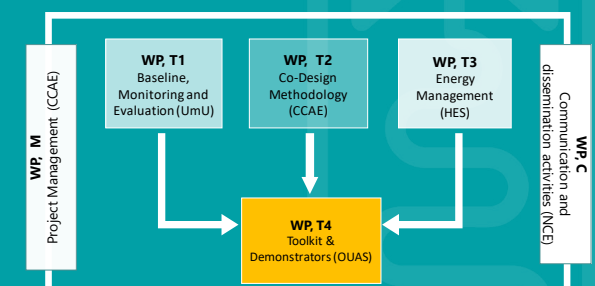 WP, M
Project Management (CCAE)
WP, T1
Baseline,
Monitoring and
Evaluation (UmU)
WP, T2
Co-Design
Methodology
(CCAE)
WP, T3
Energy
Management
(HES)
WP, T4
Toolkit &
Demonstrators (OUAS)
WP, C
Communication and
dissemination activities (NCE)